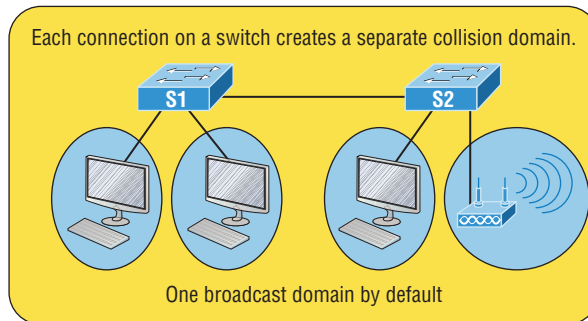 Each connection on a switch creates a separate collision domain.
S1
S2
One broadcast domain by default